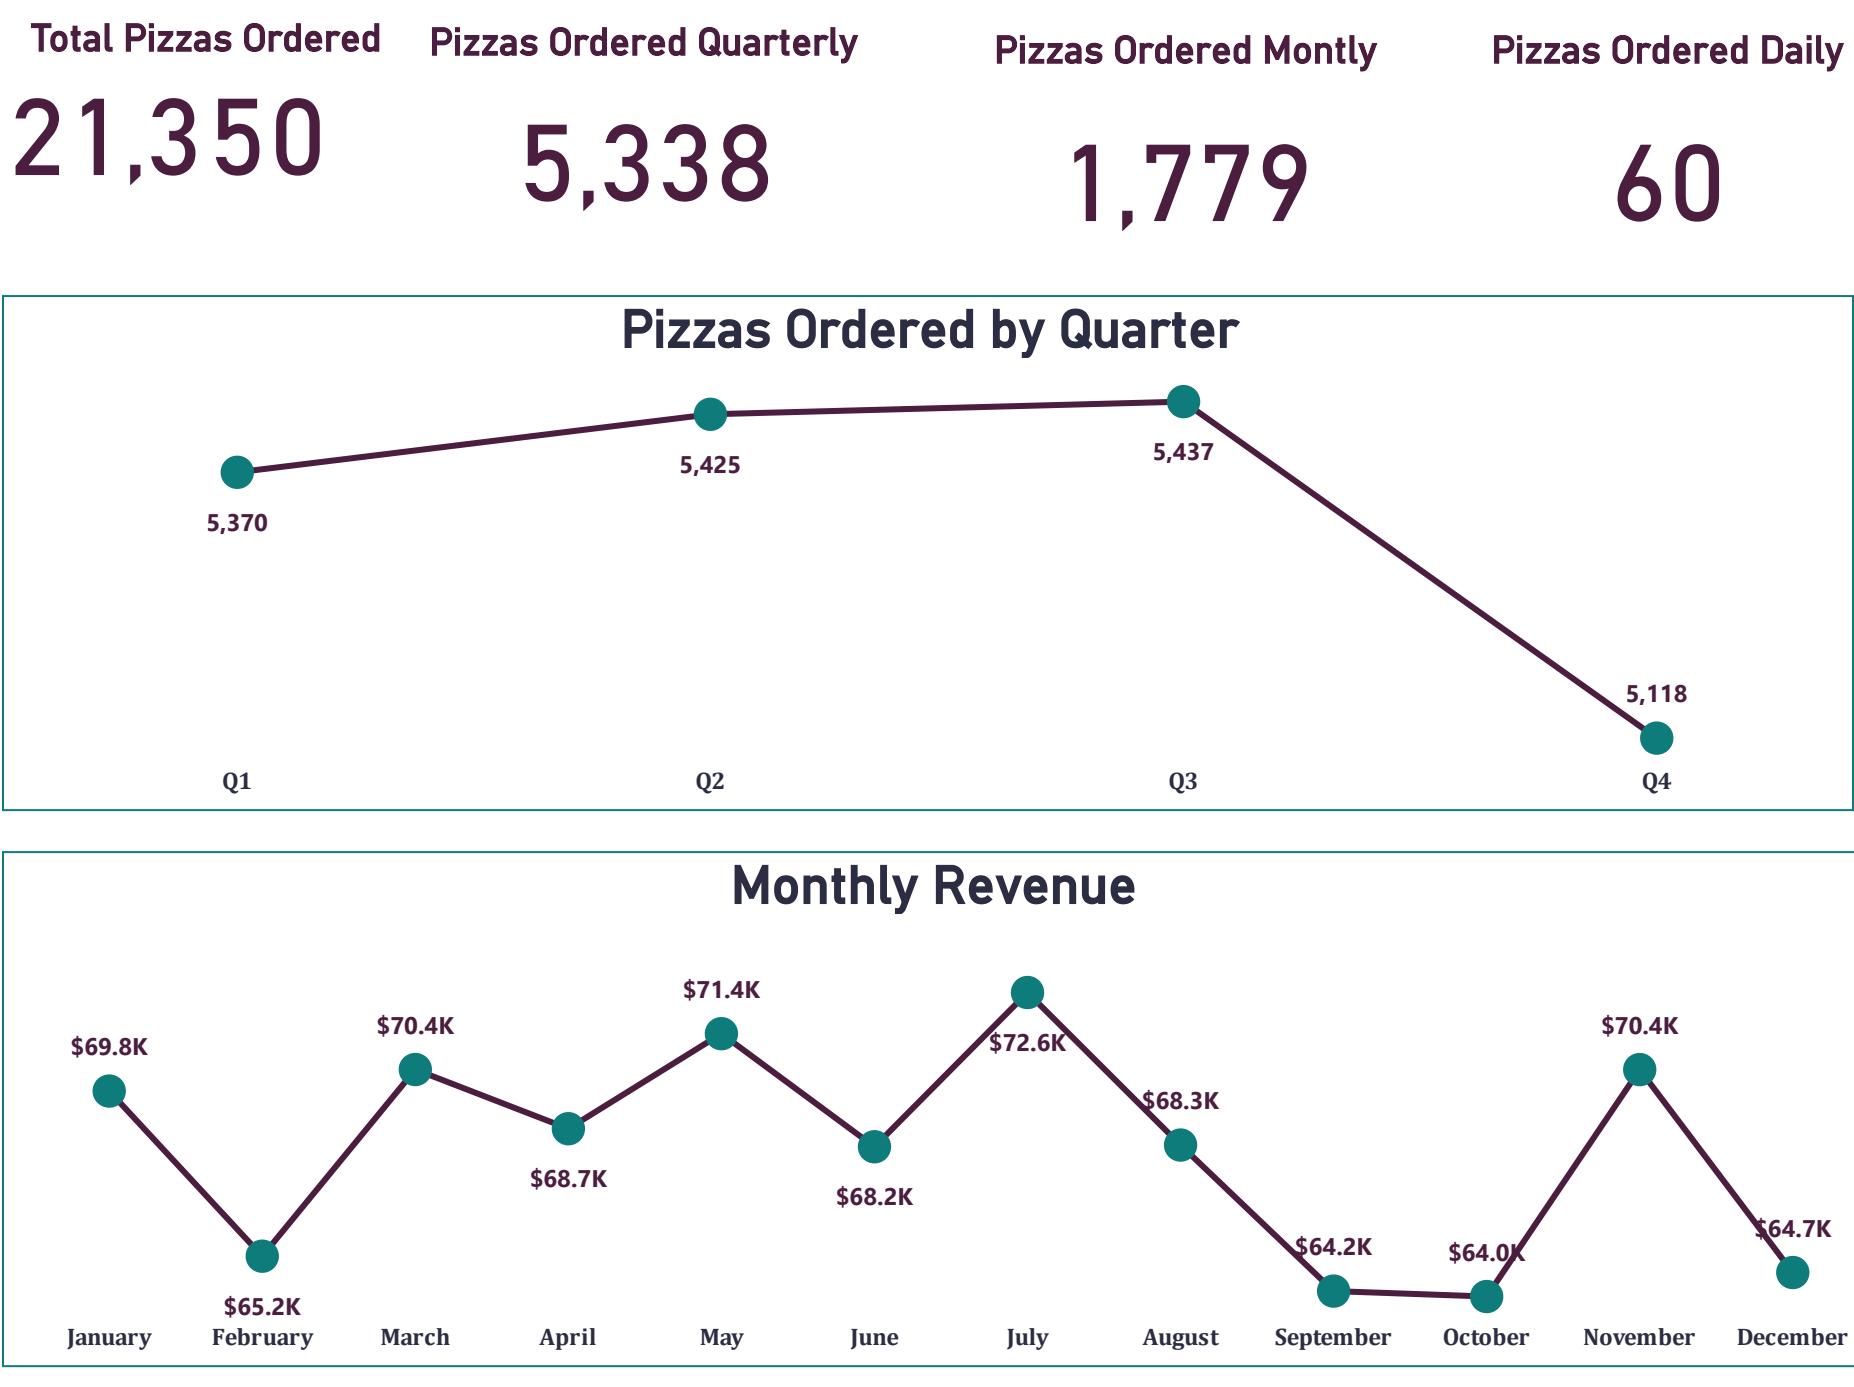 Total Pizzas Ordered
Pizzas Ordered Quarterly
Pizzas Ordered Montly
Pizzas Ordered Daily
21,350
5,338
1,779
60
Pizzas Ordered by Quarter
5,370
5,425
5,437
5,118
Q1
Q2
Q3
Q4
Monthly Revenue
$69.8K
$65.2K
$70.4K
$68.7K
$71.4K
$68.2K
$72.6K
$68.3K
$64.2K
$64.0K
$70.4K
$64.7K
January
February
March
April
May
June
July
August
September
October
November
December